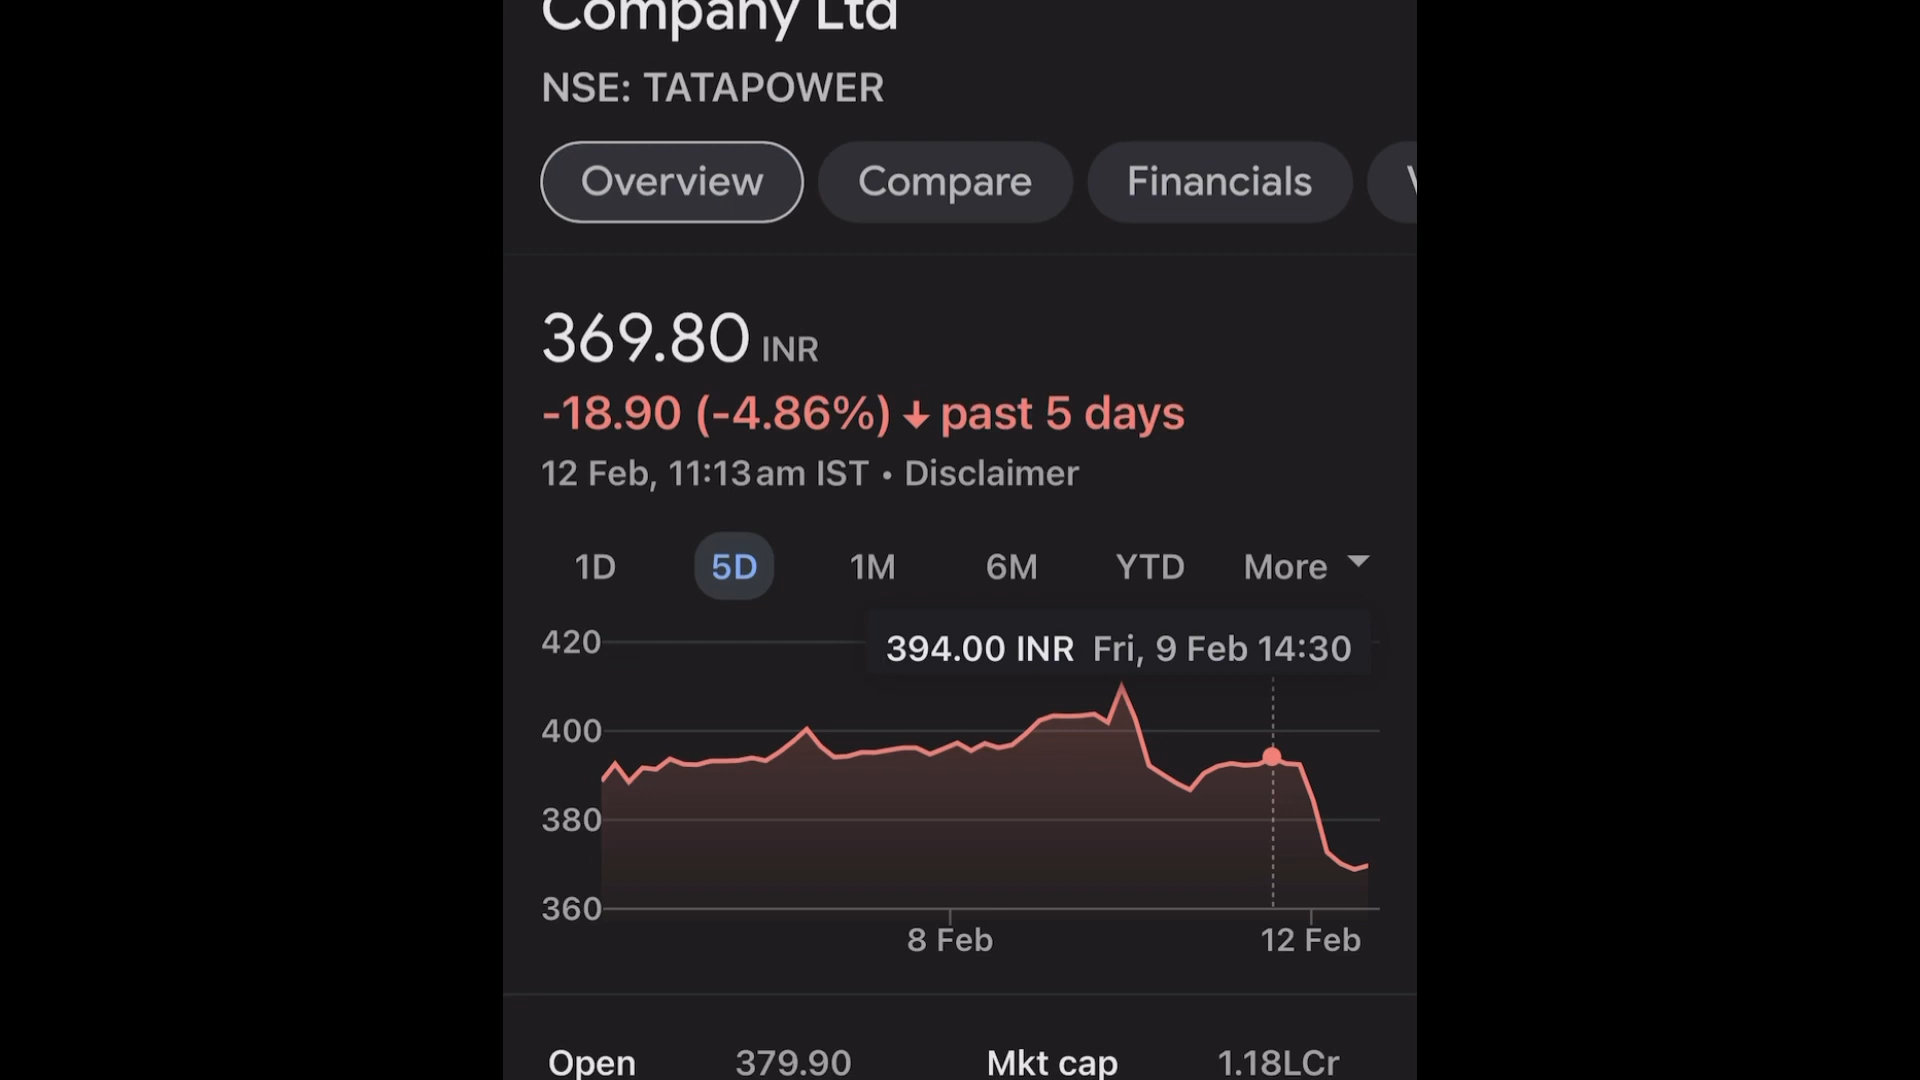 Company Ltd
NSE: TATAPOWER
Overview Compare Financials
369.80 INR
-18.90 (-4.86%) ↓ past 5 days
12 Feb, 11:13 am IST • Disclaimer
1D 5D 1M 6M YTD More
394.00 INR Fri, 9 Feb 14:30
420
400
380
360
8 Feb 12 Feb
Open 379.90 Mkt cap 1.18LCr